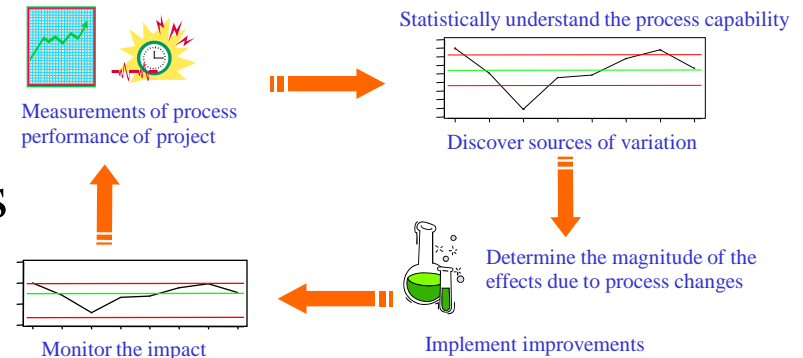 Statistically understand the process capability
Measurements of process
performance of project
Discover sources of variation
s
Determine the magnitude of the
effects due to process changes
Implement improvements
Monitor the impact